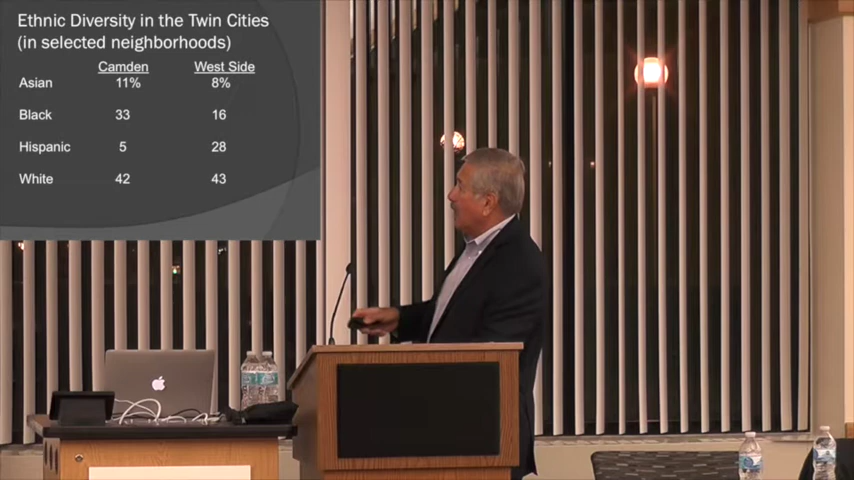 Ethnic Diversity in the Twin Cities
(in selected neighborhoods)
Camden West Side
Asian 11% 8%
Black 33 16
Hispanic 5 28
White 42 43